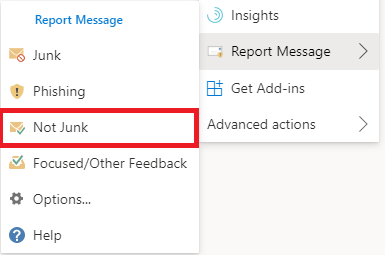 Report Message
Junk
Phishing
Not Junk
Focused/Other Feedback
Options...
Help
Insights
Report Message
Get Add-ins
Advanced actions